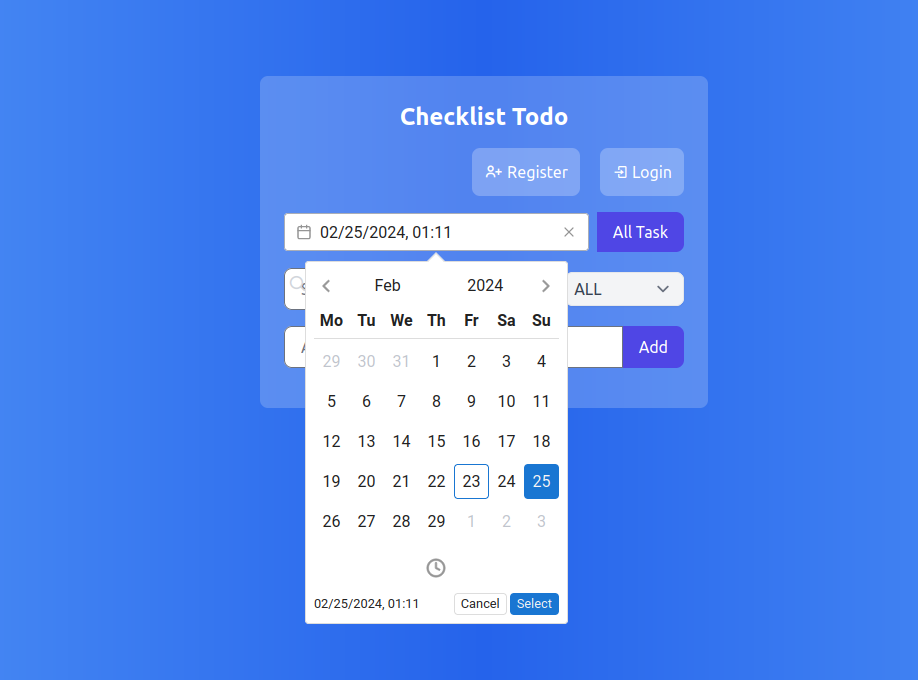 Checklist Todo
Register Login
02/25/2024, 01:11 All Task
Feb 2024
ALL
Mo Tu We Th Fr Sa Su
29 30 31 1 2 3 4
Add
5 6 7 8 9 10 11
12 13 14 15 16 17 18
19 20 21 22 23 24 25
26 27 28 29 1 2 3
02/25/2024, 01:11 Cancel Select